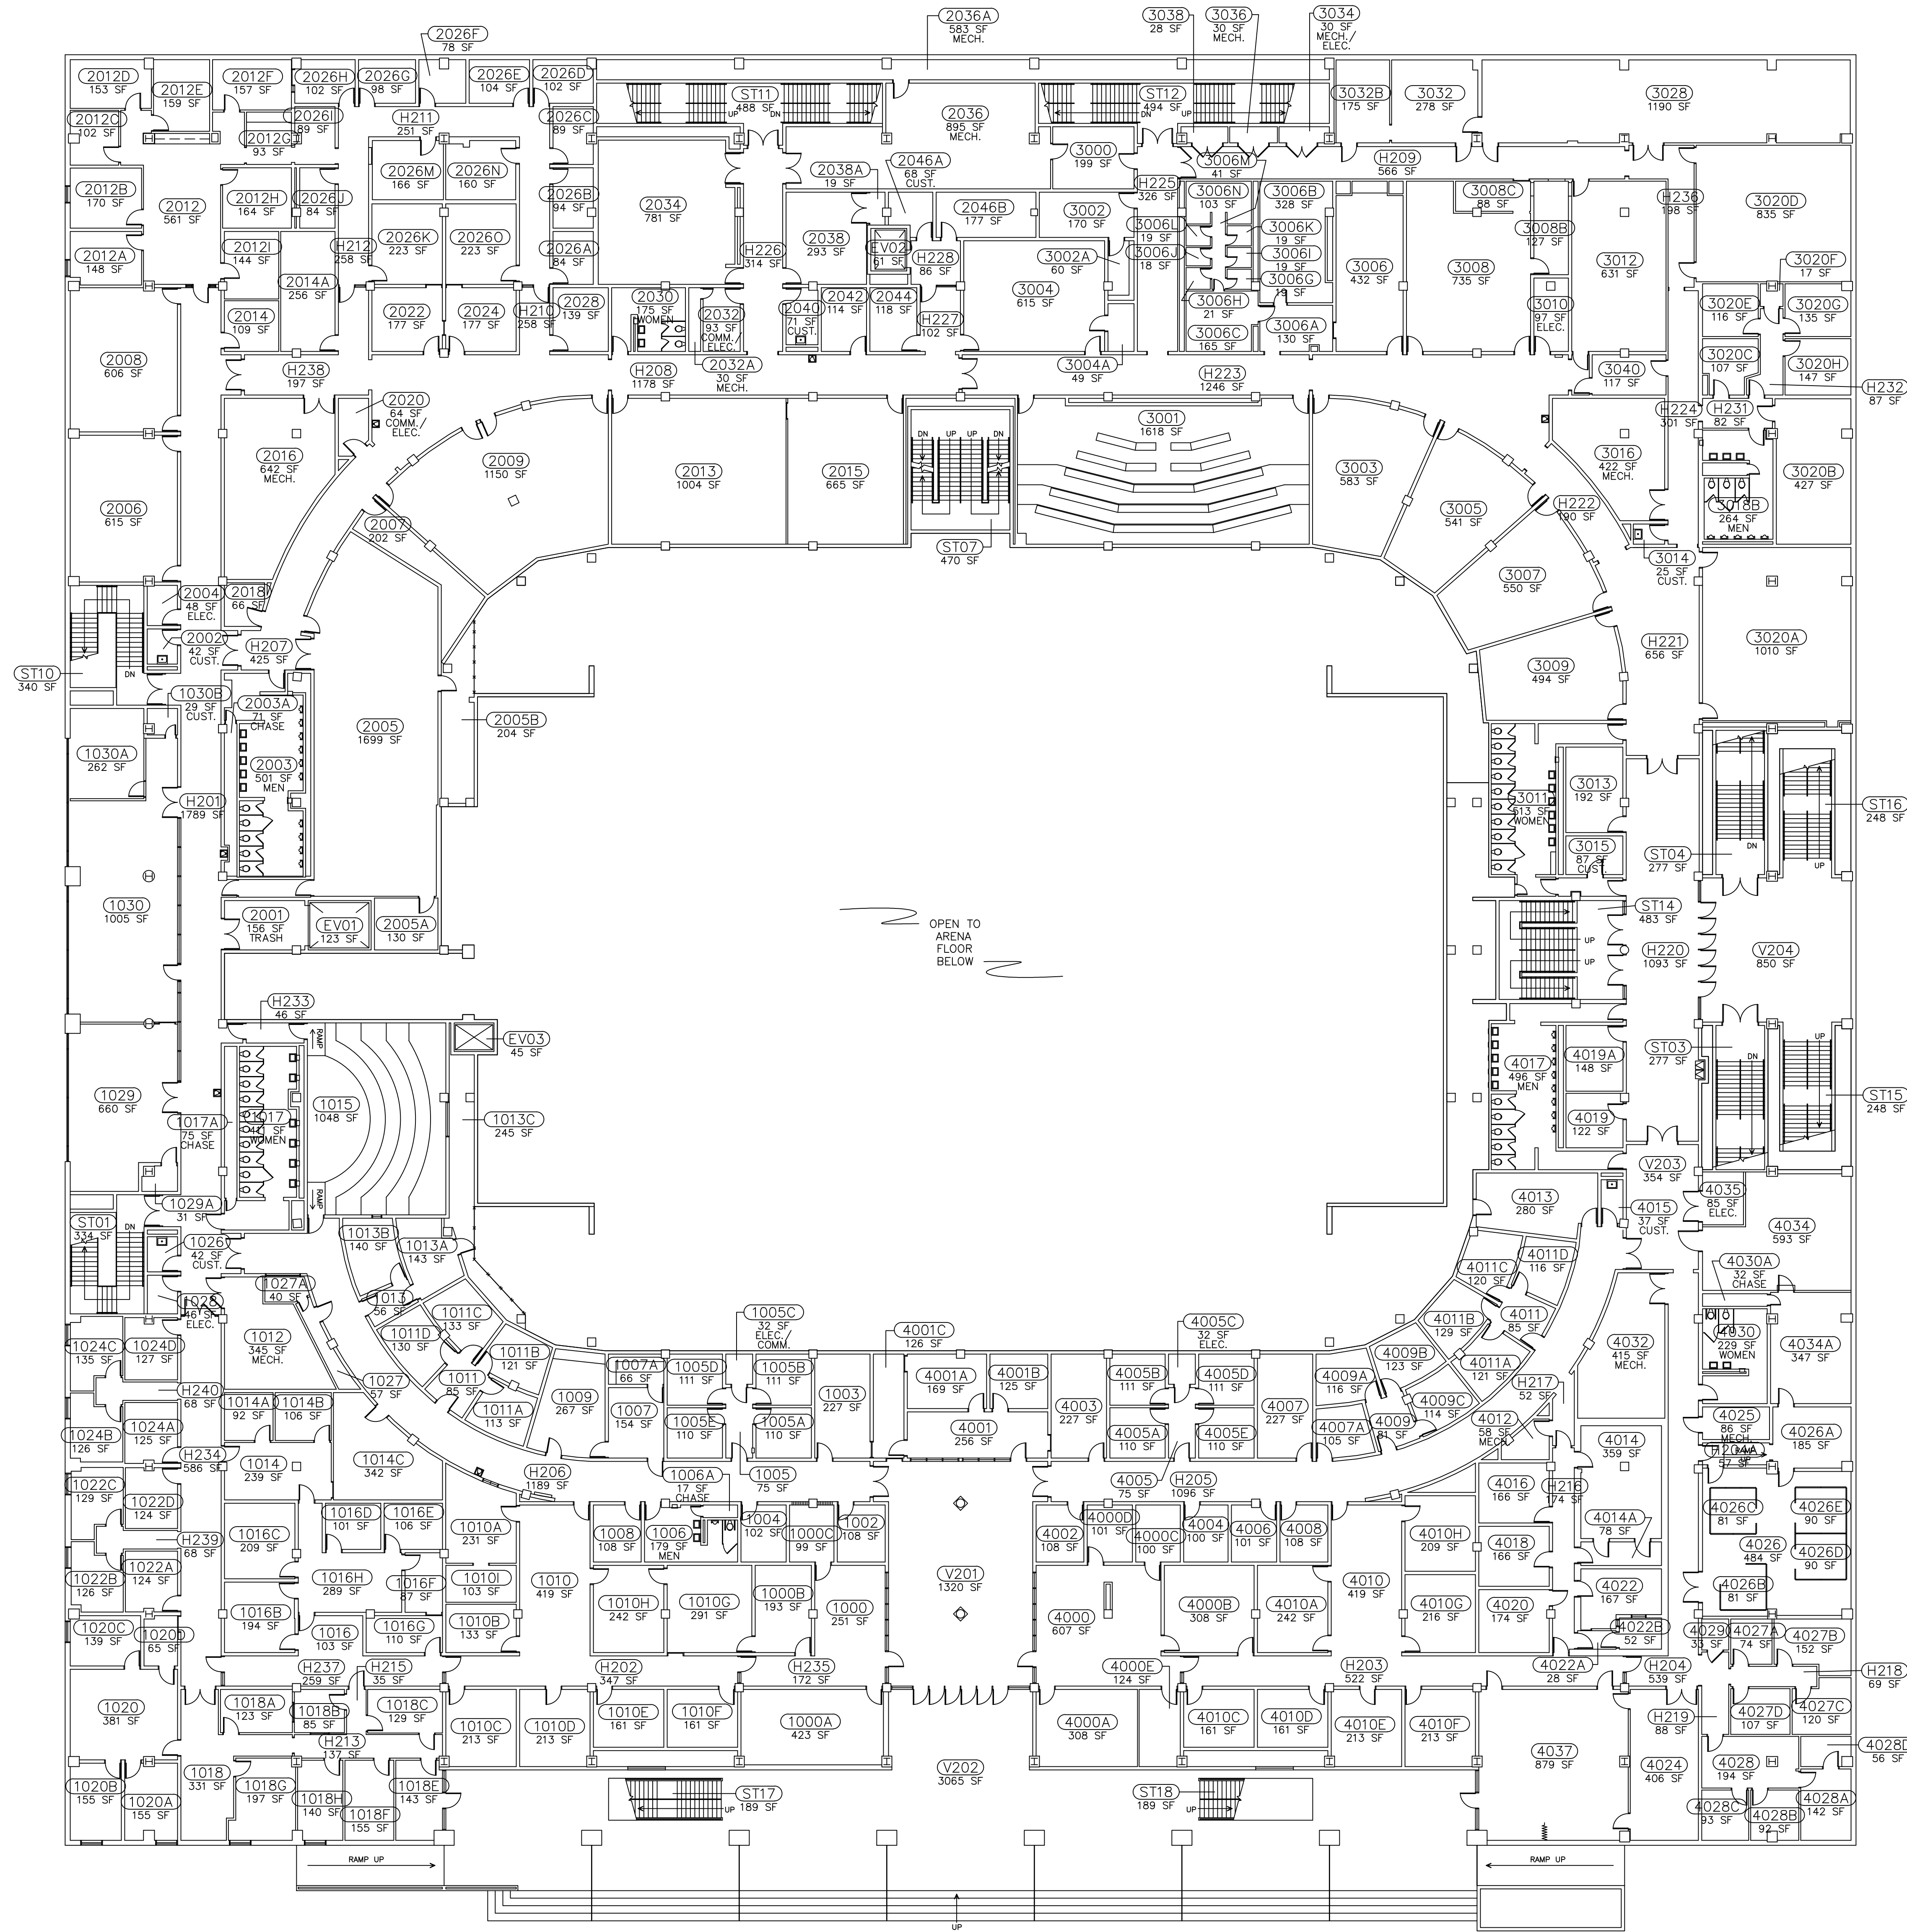 2036A
583 SF
MECH.
3038
28 SF
3036
30 SF
MECH.
3034
30 SF
MECH./
ELEC.
2026F
78 SF
2012D
153 SF
2012E
159 SF
2012F
157 SF
2026H
102 SF
2026G
98 SF
2026E
104 SF
2026D
102 SF
ST11
488 SF
UP
DN
ST12
494 SF
DN
UP
3032B
175 SF
3032
278 SF
3028
1190 SF
2012C
102 SF
2026I
89 SF
H211
251 SF
2026C
89 SF
2036
895 SF
MECH.
2012G
93 SF
3000
199 SF
3006M
41 SF
H209
566 SF
2012B
170 SF
2012
561 SF
2012H
164 SF
2026J
84 SF
2026M
166 SF
2026N
160 SF
2026B
94 SF
2034
781 SF
2038A
19 SF
2046A
68 SF
CUST.
2046B
177 SF
3002
170 SF
H225
326 SF
3006N
103 SF
3006B
328 SF
3008C
88 SF
H236
198 SF
3020D
835 SF
2012A
148 SF
2012I
144 SF
2014A
256 SF
H212
258 SF
2026K
223 SF
2026O
223 SF
2026A
84 SF
H226
314 SF
2038
293 SF
EV02
61 SF
H228
86 SF
3002A
60 SF
3004
615 SF
3006L
19 SF
3006J
18 SF
3006K
19 SF
3006I
19 SF
3006G
19 SF
3006
432 SF
3008
735 SF
3008B
127 SF
3012
631 SF
3020F
17 SF
2014
109 SF
2022
177 SF
2024
177 SF
H210
258 SF
2028
139 SF
2030
175 SF
WOMEN
2032
93 SF
COMM./
ELEC.
2040
71 SF
CUST.
2042
114 SF
2044
118 SF
H227
102 SF
3006H
21 SF
3006C
165 SF
3006A
130 SF
3010
97 SF
ELEC.
3020E
116 SF
3020G
135 SF
2008
606 SF
H238
197 SF
H208
1178 SF
2032A
30 SF
MECH.
3004A
49 SF
H223
1246 SF
3040
117 SF
3020C
107 SF
3020H
147 SF
H232
87 SF
2020
64 SF
COMM./
ELEC.
H224
301 SF
H231
82 SF
2006
615 SF
2016
642 SF
MECH.
2009
1150 SF
2013
1004 SF
2015
665 SF
DN
UP
UP
DN
3001
1618 SF
3003
583 SF
3005
541 SF
3016
422 SF
MECH.
3020B
427 SF
2007
202 SF
H222
190 SF
3018B
264 SF
MEN
ST07
470 SF
3014
25 SF
CUST.
3007
550 SF
2004
48 SF
ELEC.
2018
66 SF
2002
42 SF
CUST.
H207
425 SF
H221
656 SF
3020A
1010 SF
ST10
340 SF
DN
3009
494 SF
1030B
29 SF
CUST.
2003A
71 SF
CHASE
2005
1699 SF
2005B
204 SF
1030A
262 SF
2003
501 SF
MEN
H201
1789 SF
3011
513 SF
WOMEN
3013
192 SF
ST16
248 SF
3015
87 SF
CUST.
ST04
277 SF
DN
UP
1030
1005 SF
2001
156 SF
TRASH
EV01
123 SF
2005A
130 SF
OPEN TO
ARENA
FLOOR
BELOW
ST14
483 SF
UP
UP
H220
1093 SF
V204
850 SF
H233
46 SF
RAMP
EV03
45 SF
1029
660 SF
1017A
75 SF
CHASE
1017
WOMEN
1015
1048 SF
1013C
245 SF
4017
496 SF
MEN
4019A
148 SF
4019
122 SF
ST03
277 SF
DN
UP
ST15
248 SF
RAMP
V203
354 SF
1029A
31 SF
ST01
334 SF
DN
1026
42 SF
CUST.
1013B
140 SF
1013A
143 SF
4013
280 SF
4015
37 SF
CUST.
4035
85 SF
ELEC.
4034
593 SF
4011C
120 SF
4011D
116 SF
4030A
32 SF
CHASE
1028
46 SF
ELEC.
1027A
40 SF
1013
56 SF
1011C
133 SF
1011D
130 SF
4011B
129 SF
4011
85 SF
1024C
135 SF
1024D
127 SF
1012
345 SF
MECH.
1011B
121 SF
1007A
66 SF
1005C
32 SF
ELEC./
COMM.
4001C
126 SF
4005C
32 SF
ELEC.
4009B
123 SF
4011A
121 SF
4032
415 SF
MECH.
4030
229 SF
WOMEN
4034A
347 SF
H240
68 SF
1027
57 SF
1011
85 SF
1005D
111 SF
1005B
111 SF
1003
227 SF
4001A
169 SF
4001B
125 SF
4003
227 SF
4005B
111 SF
4005D
111 SF
4007
227 SF
4009A
116 SF
4009C
114 SF
H217
52 SF
1014A
92 SF
1014B
106 SF
1011A
113 SF
1009
267 SF
1007
154 SF
1005E
110 SF
1005A
110 SF
4001
256 SF
4005A
110 SF
4005E
110 SF
4007A
105 SF
4009
81 SF
4012
58 SF
MECH.
1024B
126 SF
1024A
125 SF
H234
586 SF
1014
239 SF
1014C
342 SF
H206
1189 SF
1006A
17 SF
CHASE
1005
75 SF
4005
75 SF
H205
1096 SF
4014
359 SF
4025
86 SF
MECH.
4026A
185 SF
H204A
57 SF
RAMP
UP
1022C
129 SF
1022D
124 SF
4016
166 SF
H216
174 SF
H239
68 SF
1016C
209 SF
1016D
101 SF
1016E
106 SF
1010A
231 SF
1008
108 SF
1006
179 SF
MEN
1004
102 SF
1000C
99 SF
1002
108 SF
4002
108 SF
4000D
101 SF
4000C
100 SF
4004
100 SF
4006
101 SF
4008
108 SF
4010H
209 SF
4018
166 SF
4014A
78 SF
4026C
81 SF
4026E
90 SF
4026
484 SF
4026D
90 SF
1022B
126 SF
1022A
124 SF
1016H
289 SF
1016F
87 SF
1010I
103 SF
1010
419 SF
1010H
242 SF
1010G
291 SF
1000B
193 SF
1000
251 SF
V201
1320 SF
4000
607 SF
4000B
308 SF
4010A
242 SF
4010
419 SF
4010G
216 SF
4020
174 SF
4022
167 SF
4026B
81 SF
1020C
139 SF
1020D
65 SF
1016B
194 SF
1016
103 SF
1016G
110 SF
1010B
133 SF
4022B
52 SF
4029
33 SF
4027A
74 SF
4027B
152 SF
H237
259 SF
H215
35 SF
H202
347 SF
H235
172 SF
4000E
124 SF
H203
522 SF
4022A
28 SF
H204
539 SF
H218
69 SF
1020
381 SF
1018A
123 SF
1018B
85 SF
1018C
129 SF
1010C
213 SF
1010D
213 SF
1010E
161 SF
1010F
161 SF
1000A
423 SF
4000A
308 SF
4010C
161 SF
4010D
161 SF
4010E
213 SF
4010F
213 SF
H219
88 SF
4027D
107 SF
4027C
120 SF
H213
137 SF
4037
879 SF
4024
406 SF
4028
194 SF
4028D
56 SF
1020B
155 SF
1020A
155 SF
1018
331 SF
1018G
197 SF
1018H
140 SF
1018F
155 SF
1018E
143 SF
V202
3065 SF
ST17
189 SF
UP
ST18
189 SF
UP
4028C
93 SF
4028B
92 SF
4028A
142 SF
RAMP UP
RAMP UP
UP